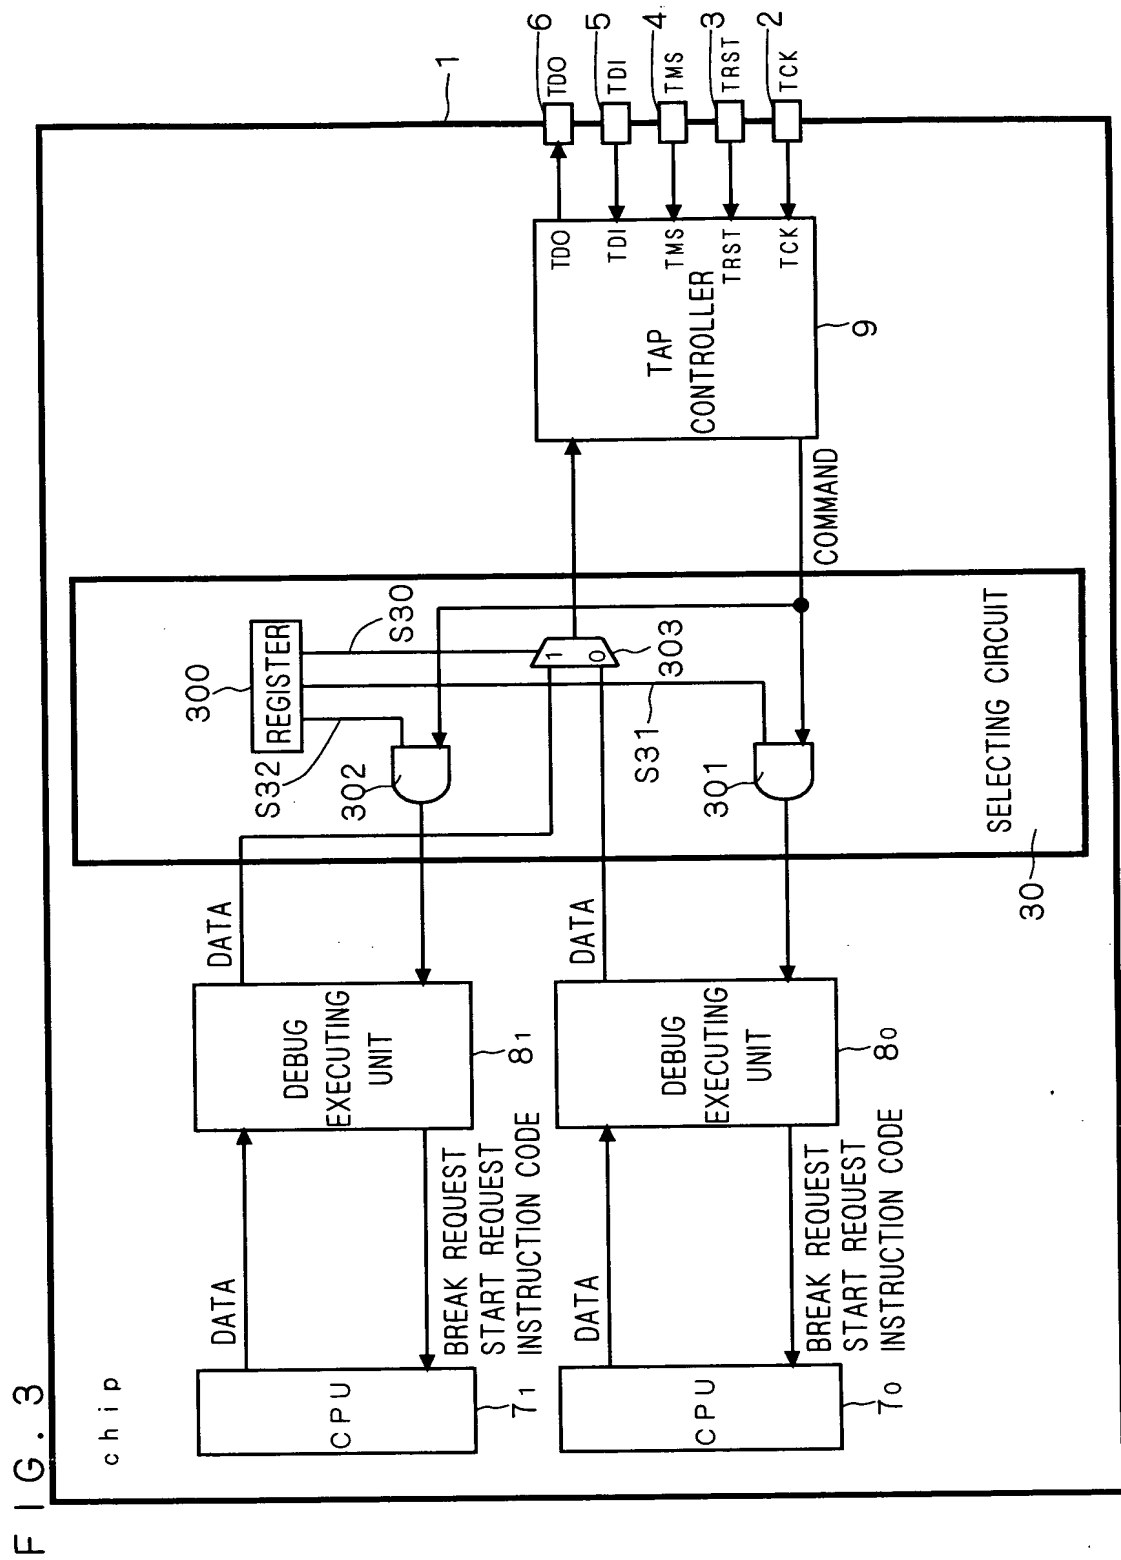 FIG. 3
chip
1
CPU
71
DATA
BREAK REQUEST
START REQUEST
INSTRUCTION CODE
DEBUG
EXECUTING
UNIT
81
DATA
CPU
70
DATA
BREAK REQUEST
START REQUEST
INSTRUCTION CODE
DEBUG
EXECUTING
UNIT
80
DATA
300
REGISTER
S32
S30
302
1
0
303
S31
301
SELECTING CIRCUIT
30
COMMAND
TAP
CONTROLLER
9
TDO
TDI
TMS
TRST
TCK
6
TDO
5
TDI
4
TMS
3
TRST
2
TCK